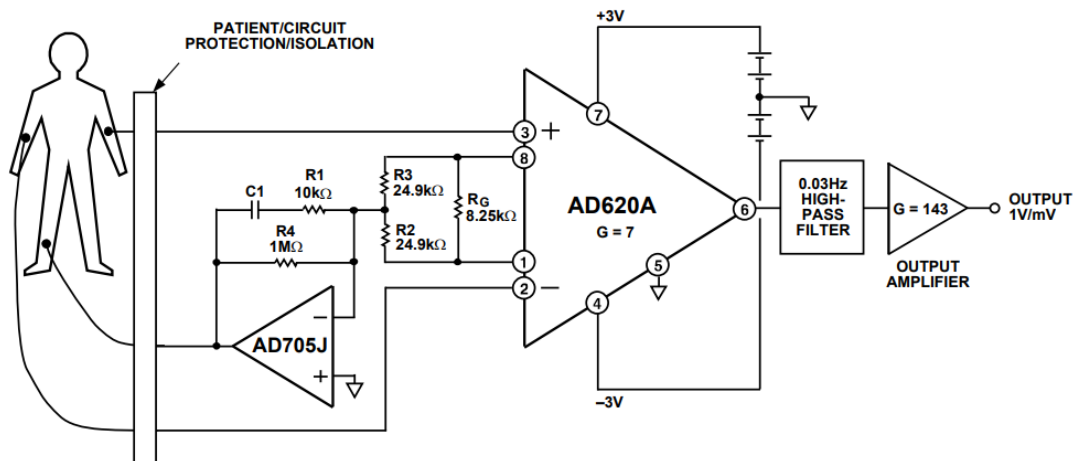 PATIENT/CIRCUIT
PROTECTION/ISOLATION
+3V
7
3
+
8
R3
24.9kΩ
R1
10kΩ
C1
RG
8.25kΩ
AD620A
G = 7
6
0.03Hz
HIGH-
PASS
FILTER
G = 143
OUTPUT
1V/mV
OUTPUT
AMPLIFIER
R4
1MΩ
R2
24.9kΩ
1
5
2
–
4
–
AD705J
+
–3V